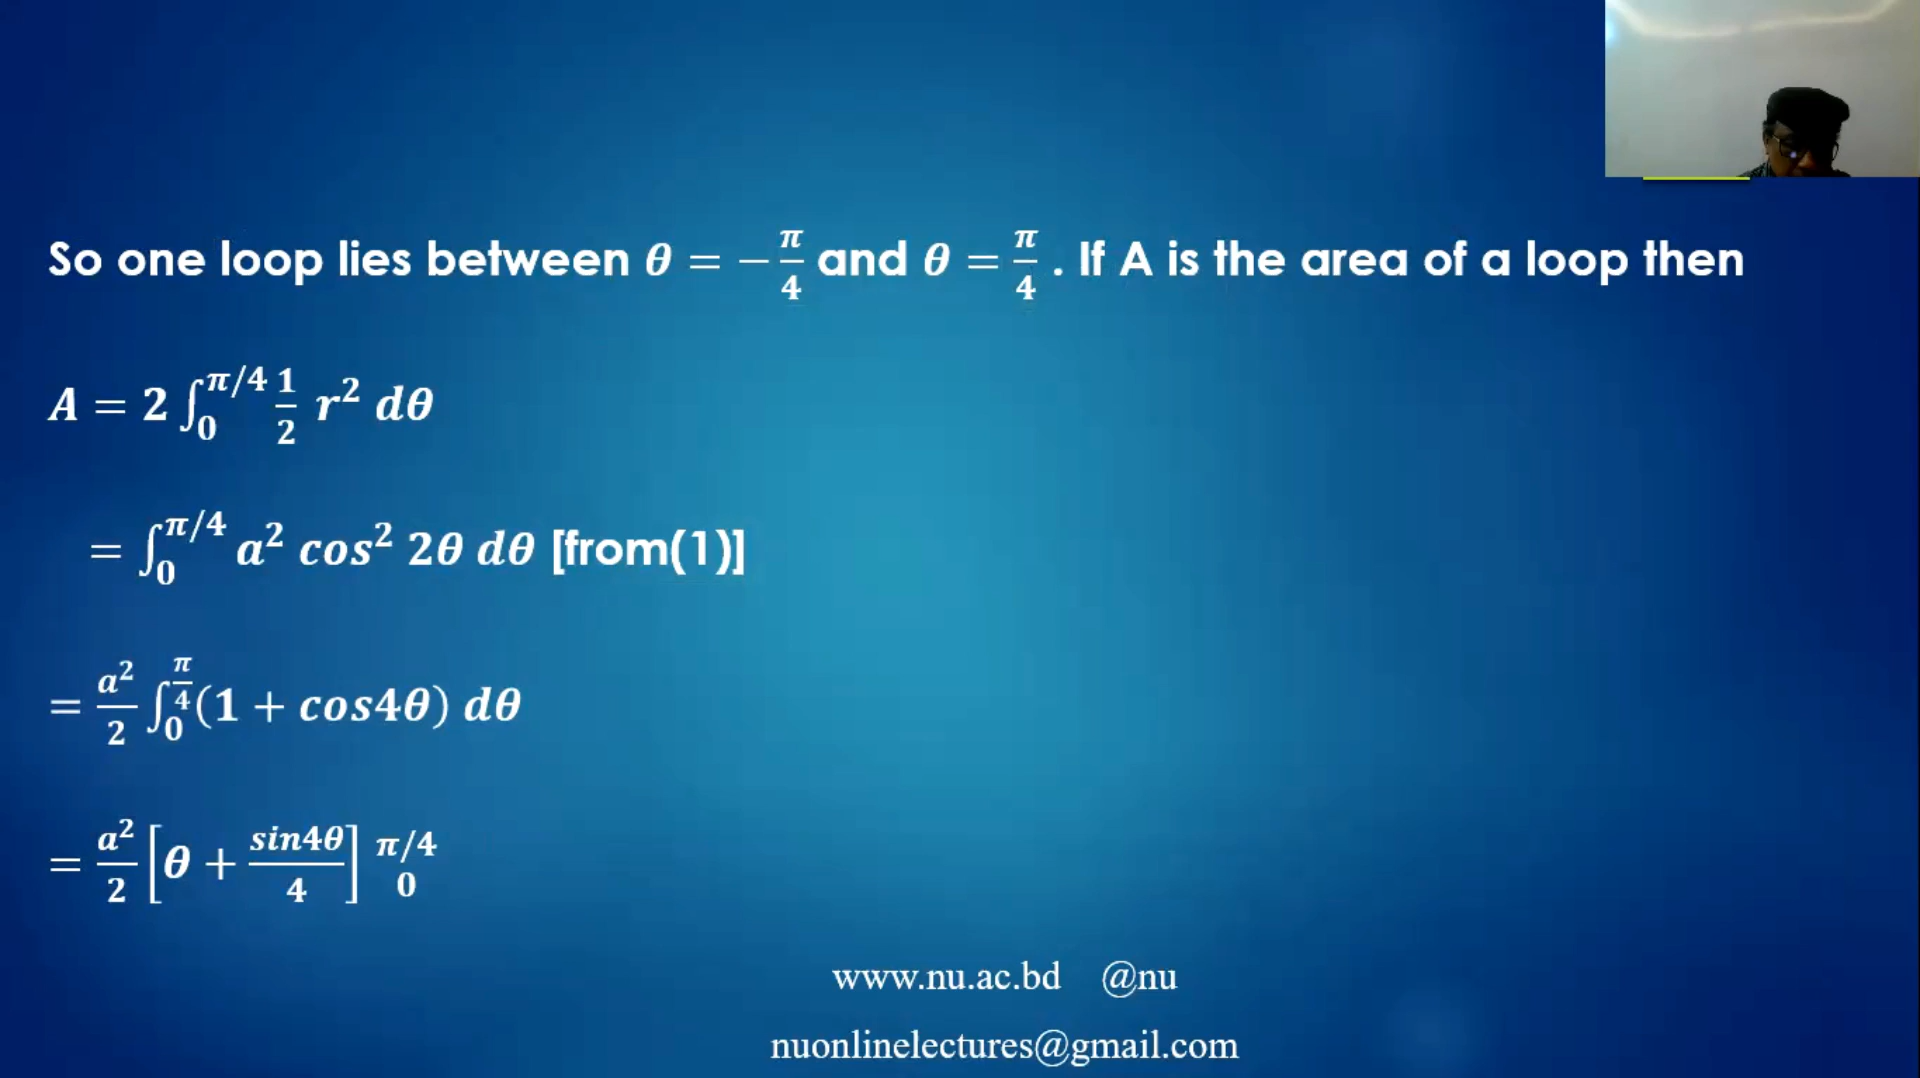 So one loop lies between θ = −π/4 and θ = π/4 . If A is the area of a loop then
A = 2 ∫₀^{π/4} 1/2 r² dθ
= ∫₀^{π/4} a² cos² 2θ dθ [from(1)]
= a²/2 ∫₀^{π/4} (1 + cos4θ) dθ
= a²/2 [θ + sin4θ/4] π/4 0
www.nu.ac.bd @nu
nuonlinelectures@gmail.com